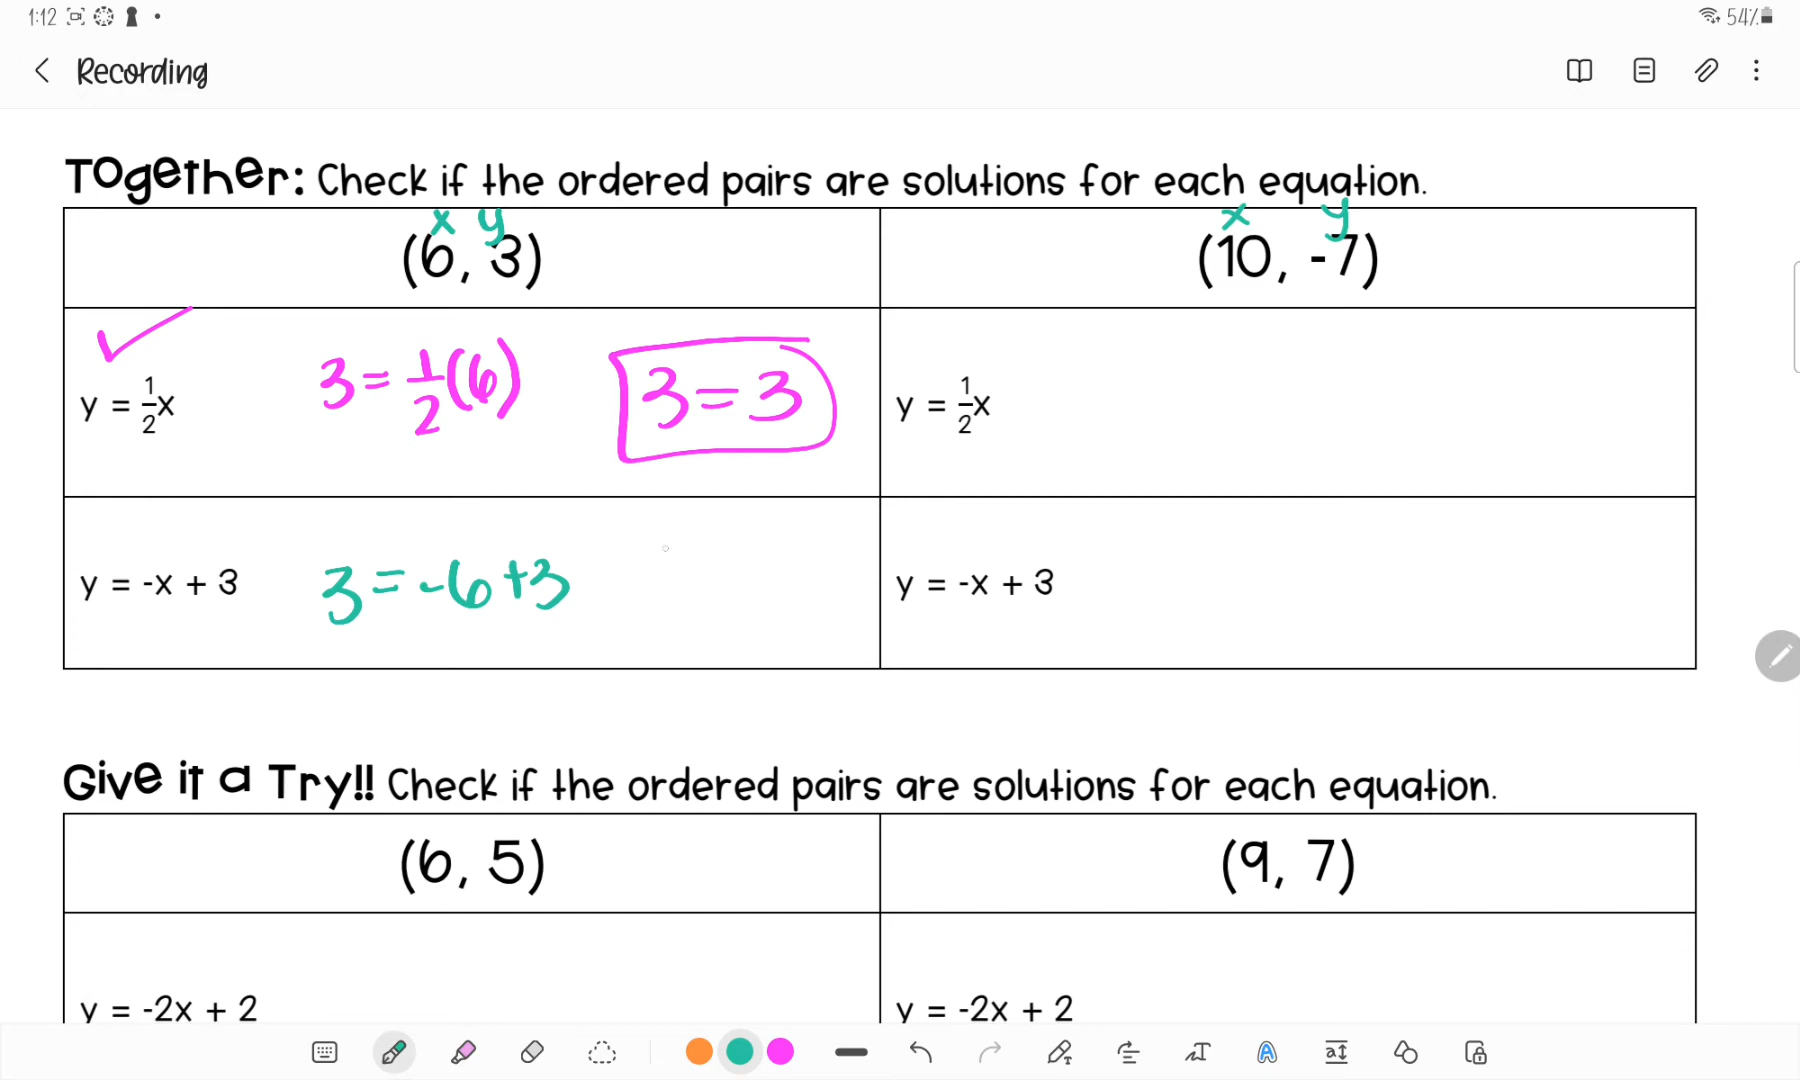 1:12 54%
Recording
Together: Check if the ordered pairs are solutions for each equation.
x y
(6, 3)
x y
(10, -7)
y = 1/2x 3 = 1/2(6) 3 = 3
y = 1/2x
y = -x + 3 3 = -6 + 3
y = -x + 3
Give it a Try!! Check if the ordered pairs are solutions for each equation.
(6, 5) (9, 7)
y = -2x + 2 y = -2x + 2